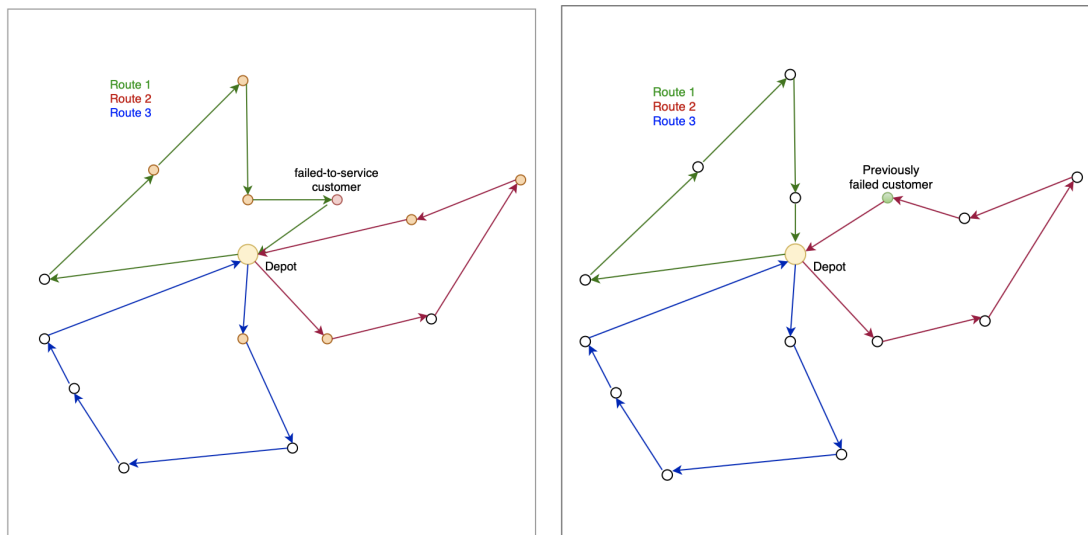 Route 1
Route 2
Route 3
failed-to-service
customer
Depot
Route 1
Route 2
Route 3
Previously
failed customer
Depot